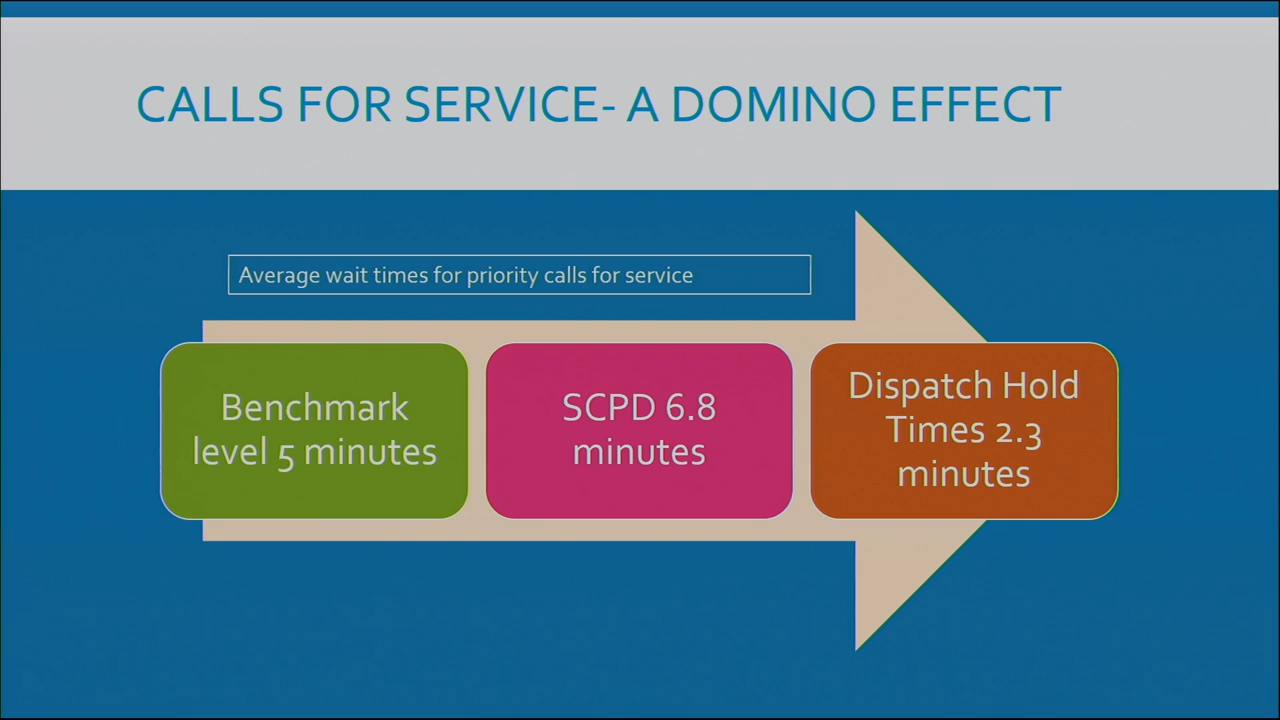 CALLS FOR SERVICE- A DOMINO EFFECT
Average wait times for priority calls for service
Benchmark
level 5 minutes
SCPD 6.8
minutes
Dispatch Hold
Times 2.3
minutes